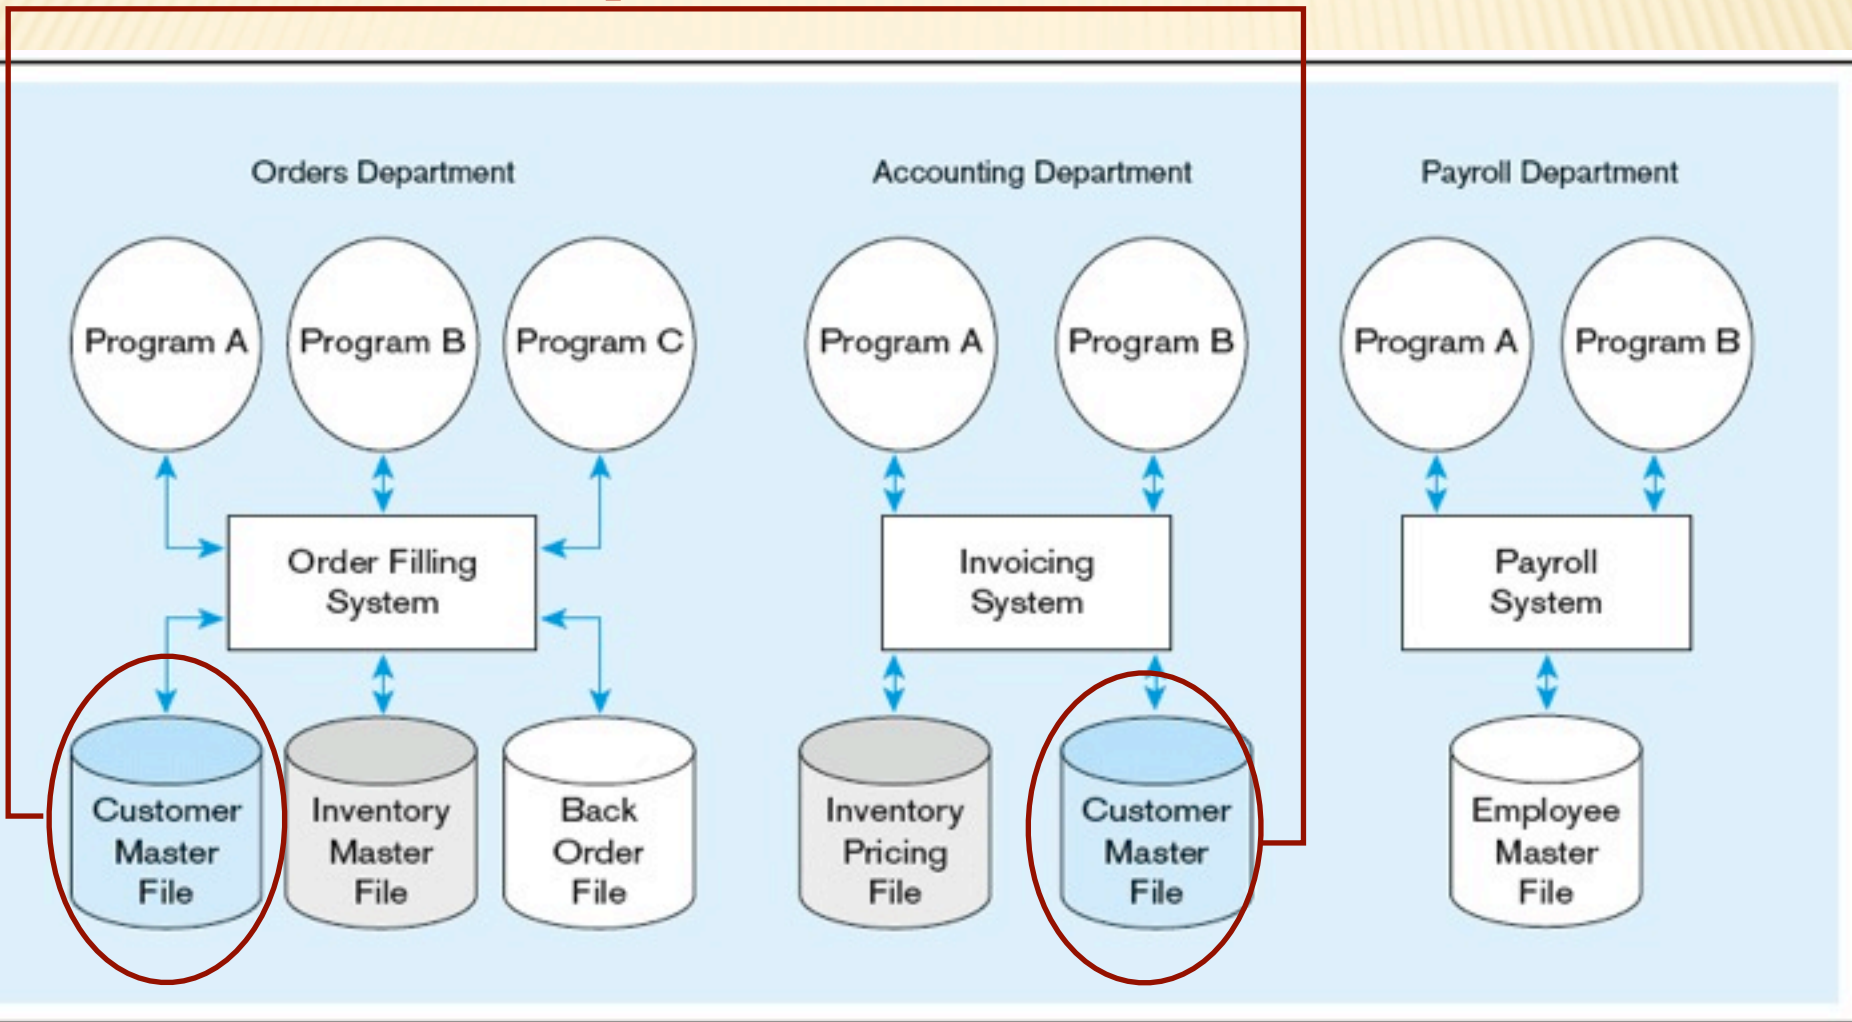 Orders Department
Accounting Department
Payroll Department
Program A
Program B
Program C
Program A
Program B
Program A
Program B
Order Filling
System
Invoicing
System
Payroll
System
Customer
Master
File
Inventory
Master
File
Back
Order
File
Inventory
Pricing
File
Customer
Master
File
Employee
Master
File